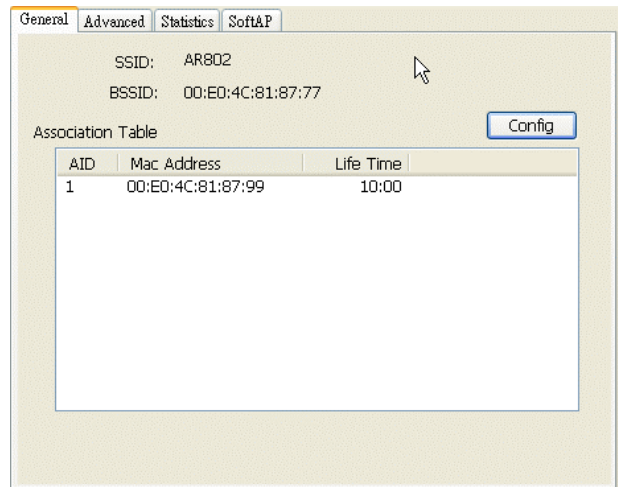 General Advanced Statistics SoftAP
SSID: AR802
BSSID: 00:E0:4C:81:87:77
Association Table Config
AID Mac Address Life Time
1 00:E0:4C:81:87:99 10:00